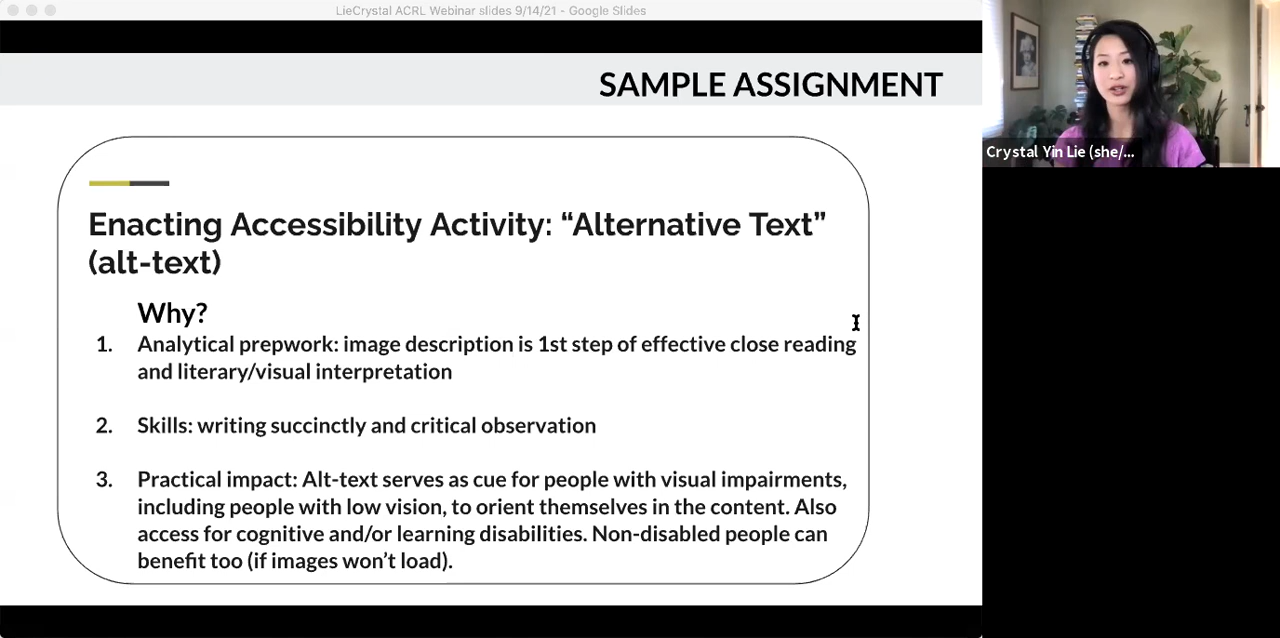 LieCrystal ACRL Webinar slides 9/14/21 - Google Slides
SAMPLE ASSIGNMENT
Enacting Accessibility Activity: “Alternative Text”
(alt-text)
Why?
1. Analytical prepwork: image description is 1st step of effective close reading
and literary/visual interpretation
2. Skills: writing succinctly and critical observation
3. Practical impact: Alt-text serves as cue for people with visual impairments,
including people with low vision, to orient themselves in the content. Also
access for cognitive and/or learning disabilities. Non-disabled people can
benefit too (if images won’t load).
Crystal Yin Lie (she/...